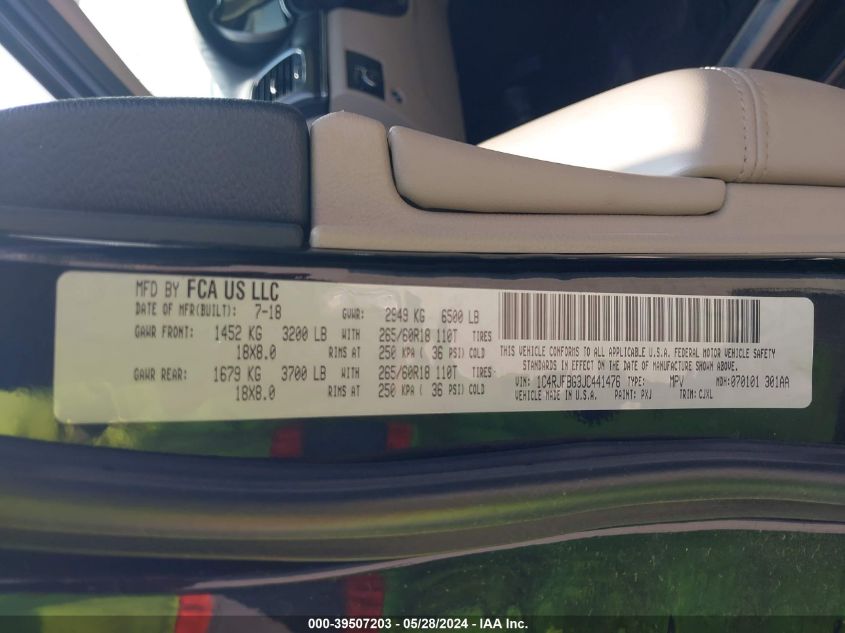 MFD BY FCA US LLC
DATE OF MFR(BUILT): 7-18 GVWR: 2949 KG 6500 LB
GAWR FRONT: 1452 KG 3200 LB WITH 265/60R18 110T TIRES
18X8.0 RIMS AT 250 KPA ( 36 PSI) COLD
GAWR REAR: 1679 KG 3700 LB WITH 265/60R18 110T TIRES
18X8.0 RIMS AT 250 KPA ( 36 PSI) COLD
THIS VEHICLE CONFORMS TO ALL APPLICABLE U.S.A. FEDERAL MOTOR VEHICLE SAFETY
STANDARDS IN EFFECT ON THE DATE OF MANUFACTURE SHOWN ABOVE.
VIN: 1C4RJFBG3JC441476 TYPE: MPV MDH:070101 301AA
VEHICLE MADE IN U.S.A. PAINT: PXJ TRIM: CJXL
000-39507203 - 05/28/2024 - IAA Inc.